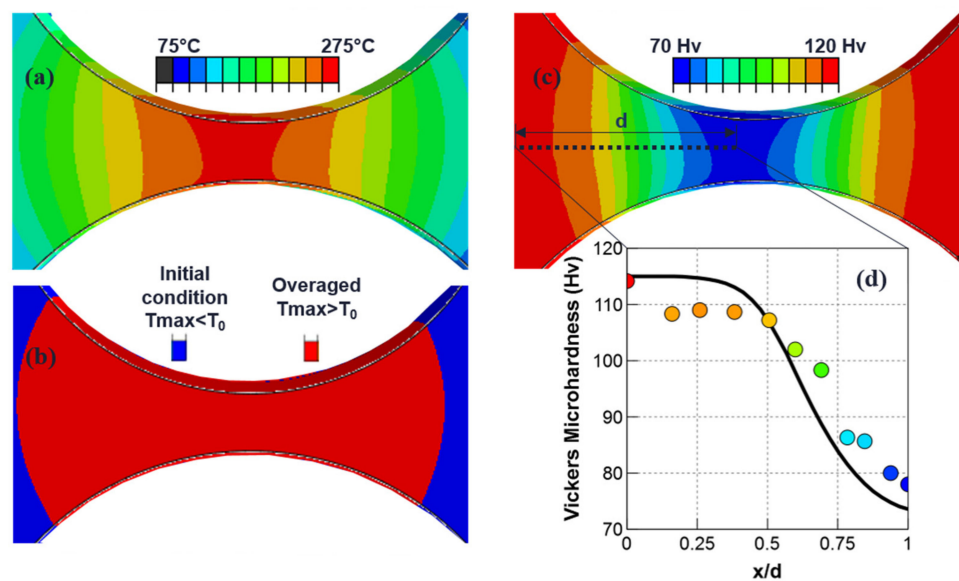 75°C 275°C
(a)
70 Hv 120 Hv
(c)
d
Initial
condition
Tmax<T₀
Overaged
Tmax>T₀
(b)
(d)
Vickers Microhardness (Hv)
120
110
100
90
80
70
0 0.25 0.5 0.75 1
x/d